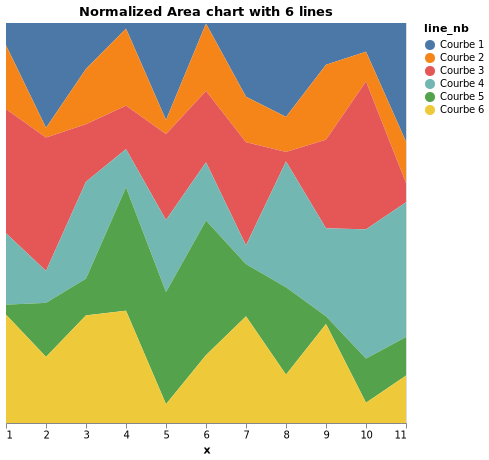 Normalized Area chart with 6 lines
line_nb
Courbe 1
Courbe 2
Courbe 3
Courbe 4
Courbe 5
Courbe 6
1 2 3 4 5 6 7 8 9 10 11
x